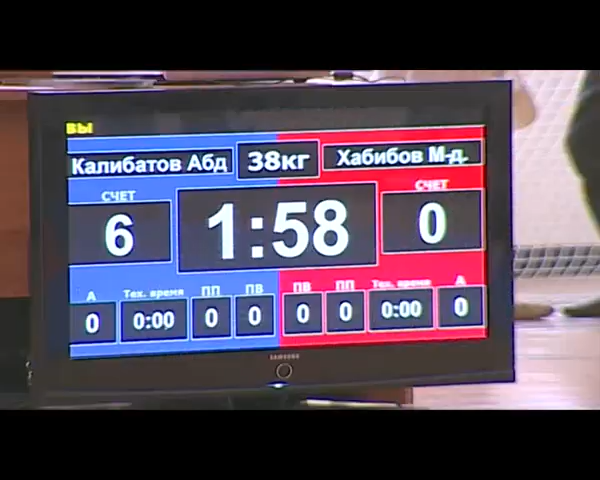 ВЫ
Калибатов Абд 38кг Хабибов М-д.
СЧЕТ СЧЕТ
6 1:58 0
А Тех. время ПП ПВ ПВ ПП Тех. время А
0 0:00 0 0 0 0 0:00 0
SAMSUNG